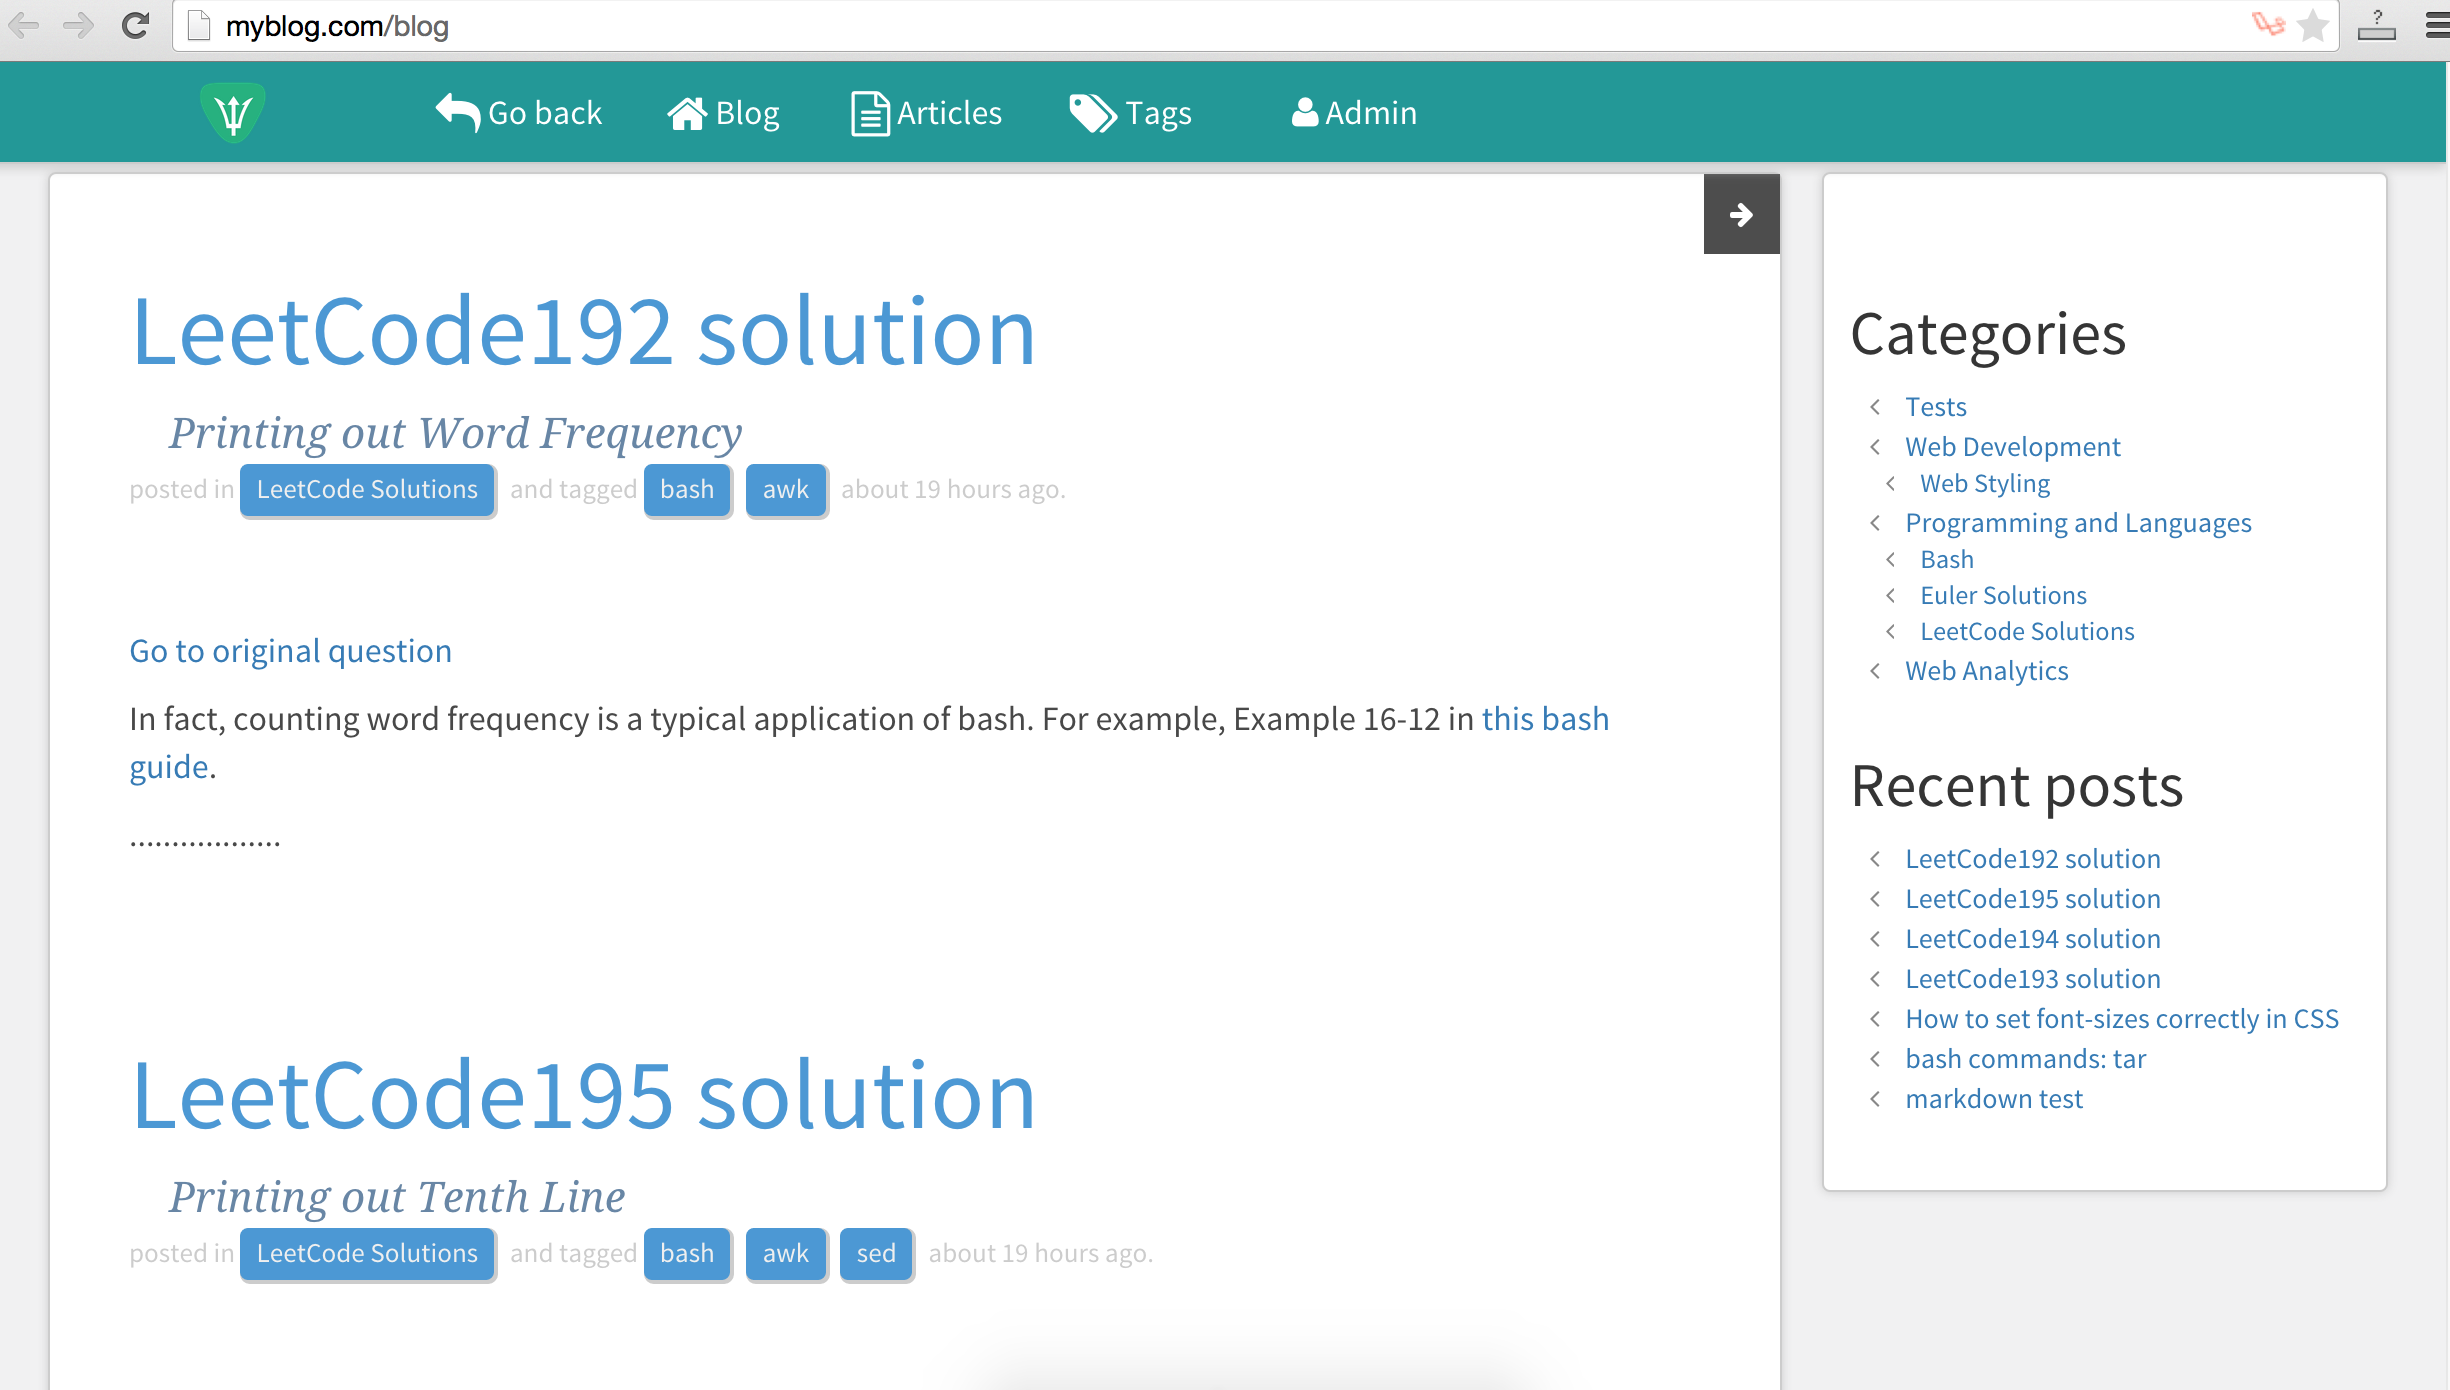 myblog.com/blog
Go back Blog Articles Tags Admin
LeetCode192 solution
Printing out Word Frequency
posted in LeetCode Solutions and tagged bash awk about 19 hours ago.
Go to original question
In fact, counting word frequency is a typical application of bash. For example, Example 16-12 in this bash
guide.
..................
LeetCode195 solution
Printing out Tenth Line
posted in LeetCode Solutions and tagged bash awk sed about 19 hours ago.
Categories
Tests
Web Development
Web Styling
Programming and Languages
Bash
Euler Solutions
LeetCode Solutions
Web Analytics
Recent posts
LeetCode192 solution
LeetCode195 solution
LeetCode194 solution
LeetCode193 solution
How to set font-sizes correctly in CSS
bash commands: tar
markdown test